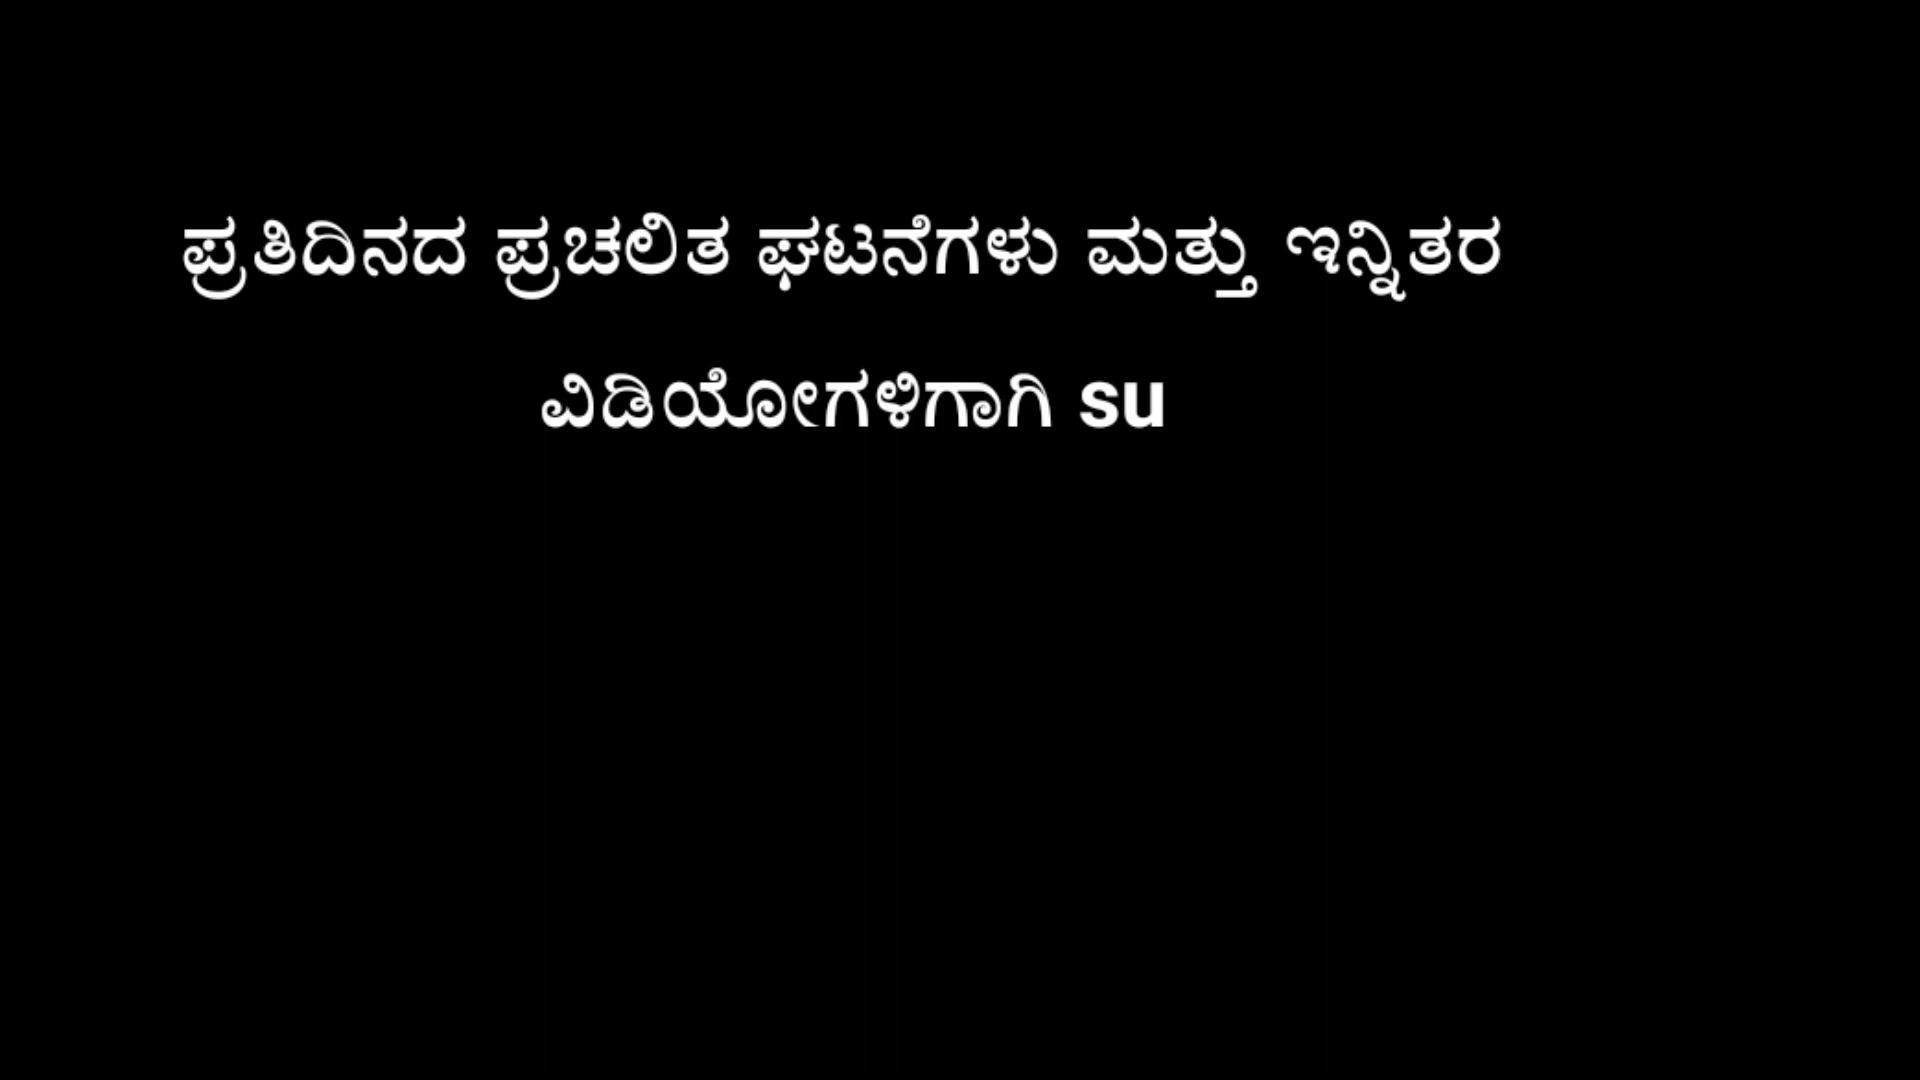 ಪ್ರತಿದಿನದ ಪ್ರಚಲಿತ ಘಟನೆಗಳು ಮತ್ತು ಇನ್ನಿತರ
ವಿಡಿಯೋಗಳಿಗಾಗಿ su